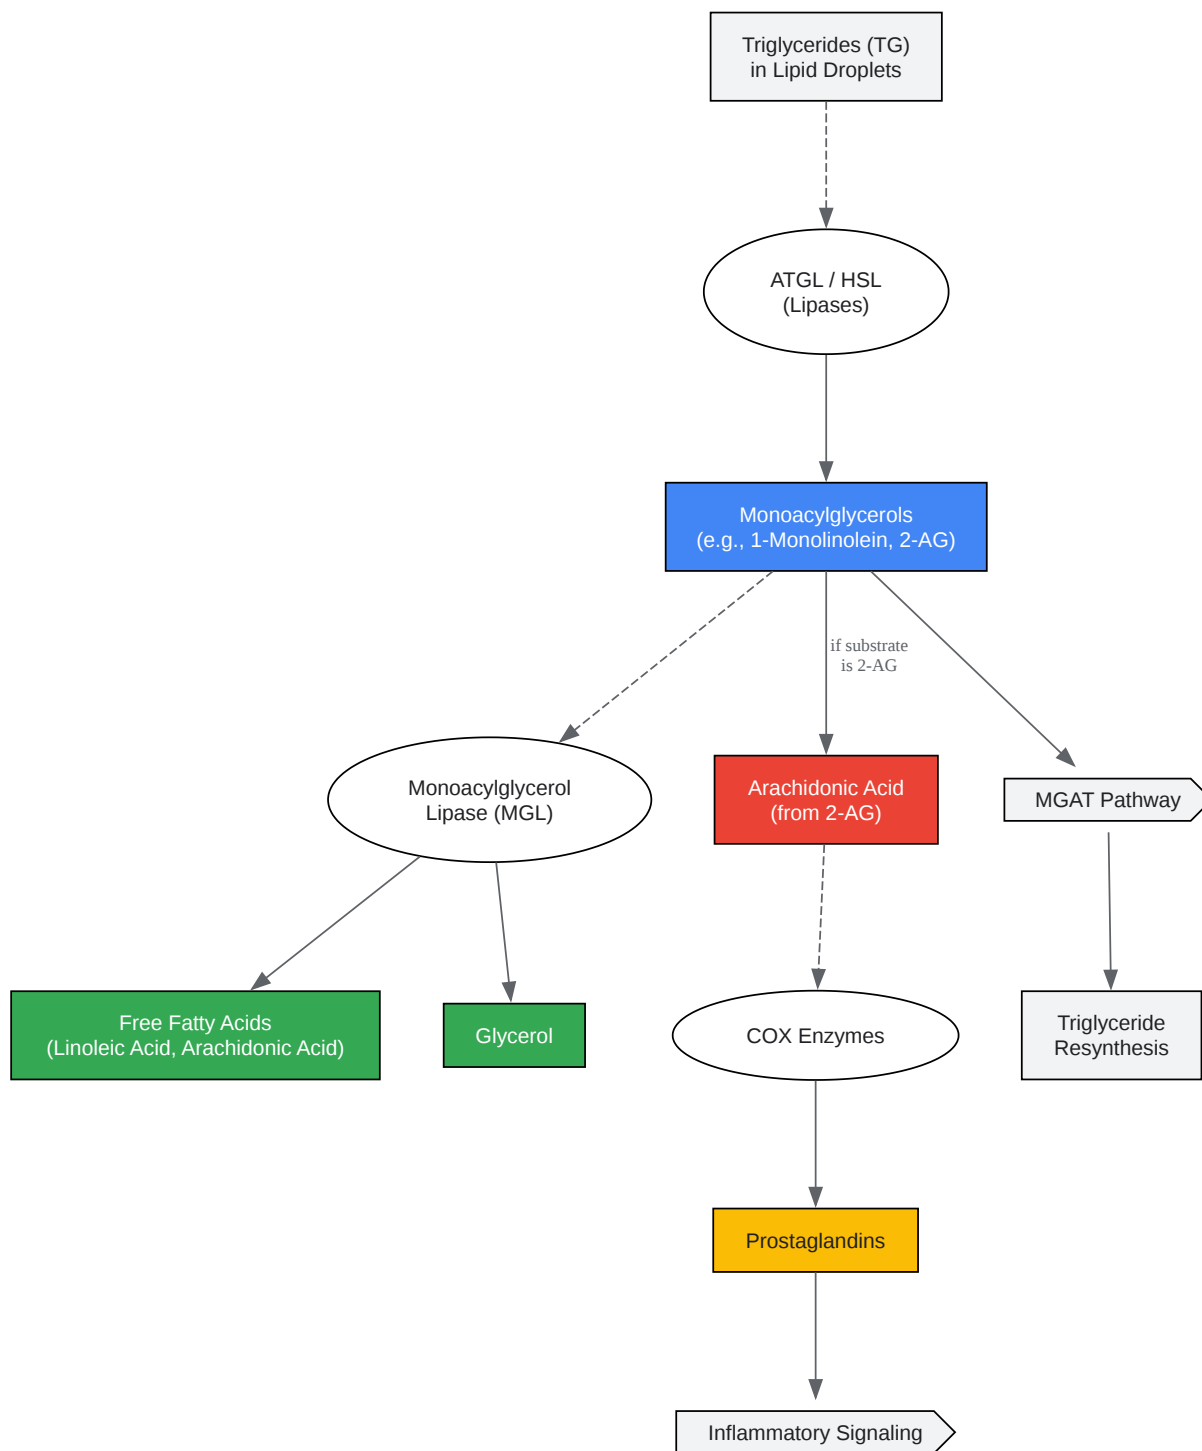 Triglycerides (TG)
in Lipid Droplets
ATGL / HSL
(Lipases)
Monoacylglycerols
(e.g., 1-Monolinolein, 2-AG)
if substrate
is 2-AG
Monoacylglycerol
Lipase (MGL)
Arachidonic Acid
(from 2-AG)
MGAT Pathway
Free Fatty Acids
(Linoleic Acid, Arachidonic Acid)
Glycerol
COX Enzymes
Triglyceride
Resynthesis
Prostaglandins
Inflammatory Signaling